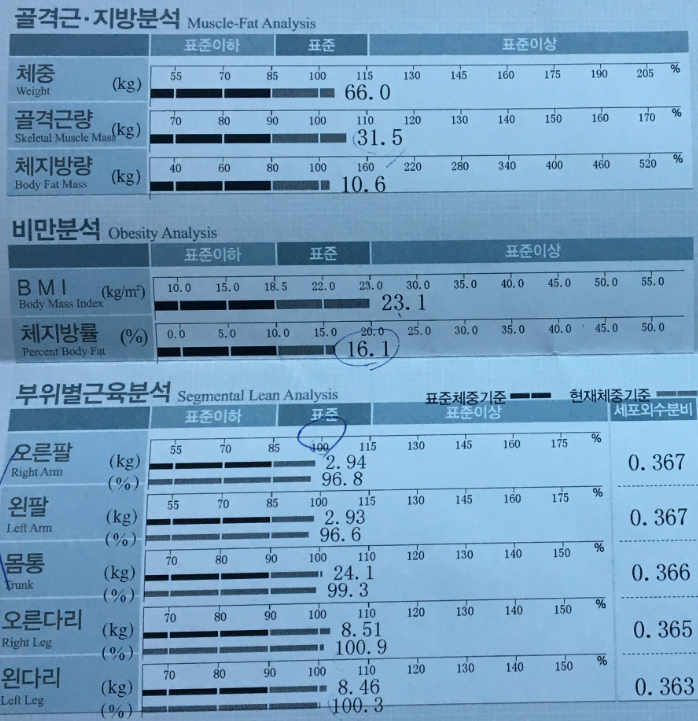 골격근·지방분석 Muscle-Fat Analysis
표준이하 표준 표준이상
체중 (kg) 55 70 85 100 115 130 145 160 175 190 205 %
Weight 66.0
골격근량 (kg) 70 80 90 100 110 120 130 140 150 160 170 %
Skeletal Muscle Mass 31.5
체지방량 (kg) 40 60 80 100 160 220 280 340 400 460 520 %
Body Fat Mass 10.6
비만분석 Obesity Analysis
표준이하 표준 표준이상
BMI (kg/m²) 10.0 15.0 18.5 22.0 23.0 30.0 35.0 40.0 45.0 50.0 55.0
Body Mass Index 23.1
체지방률 (%) 0.0 5.0 10.0 15.0 20.0 25.0 30.0 35.0 40.0 45.0 50.0
Percent Body Fat 16.1
부위별근육분석 Segmental Lean Analysis 표준체중기준 현재체중기준
표준이하 표준 표준이상 세포외수분비
오른팔 55 70 85 100 115 130 145 160 175 %
Right Arm (kg) 2.94 0.367
(%) 96.8
왼팔 55 70 85 100 115 130 145 160 175 %
Left Arm (kg) 2.93 0.367
(%) 96.6
몸통 70 80 90 100 110 120 130 140 150 %
Trunk (kg) 24.1 0.366
(%) 99.3
오른다리 70 80 90 100 110 120 130 140 150 %
Right Leg (kg) 8.51 0.365
(%) 100.9
왼다리 70 80 90 100 110 120 130 140 150 %
Left Leg (kg) 8.46 0.363
(%) 100.3